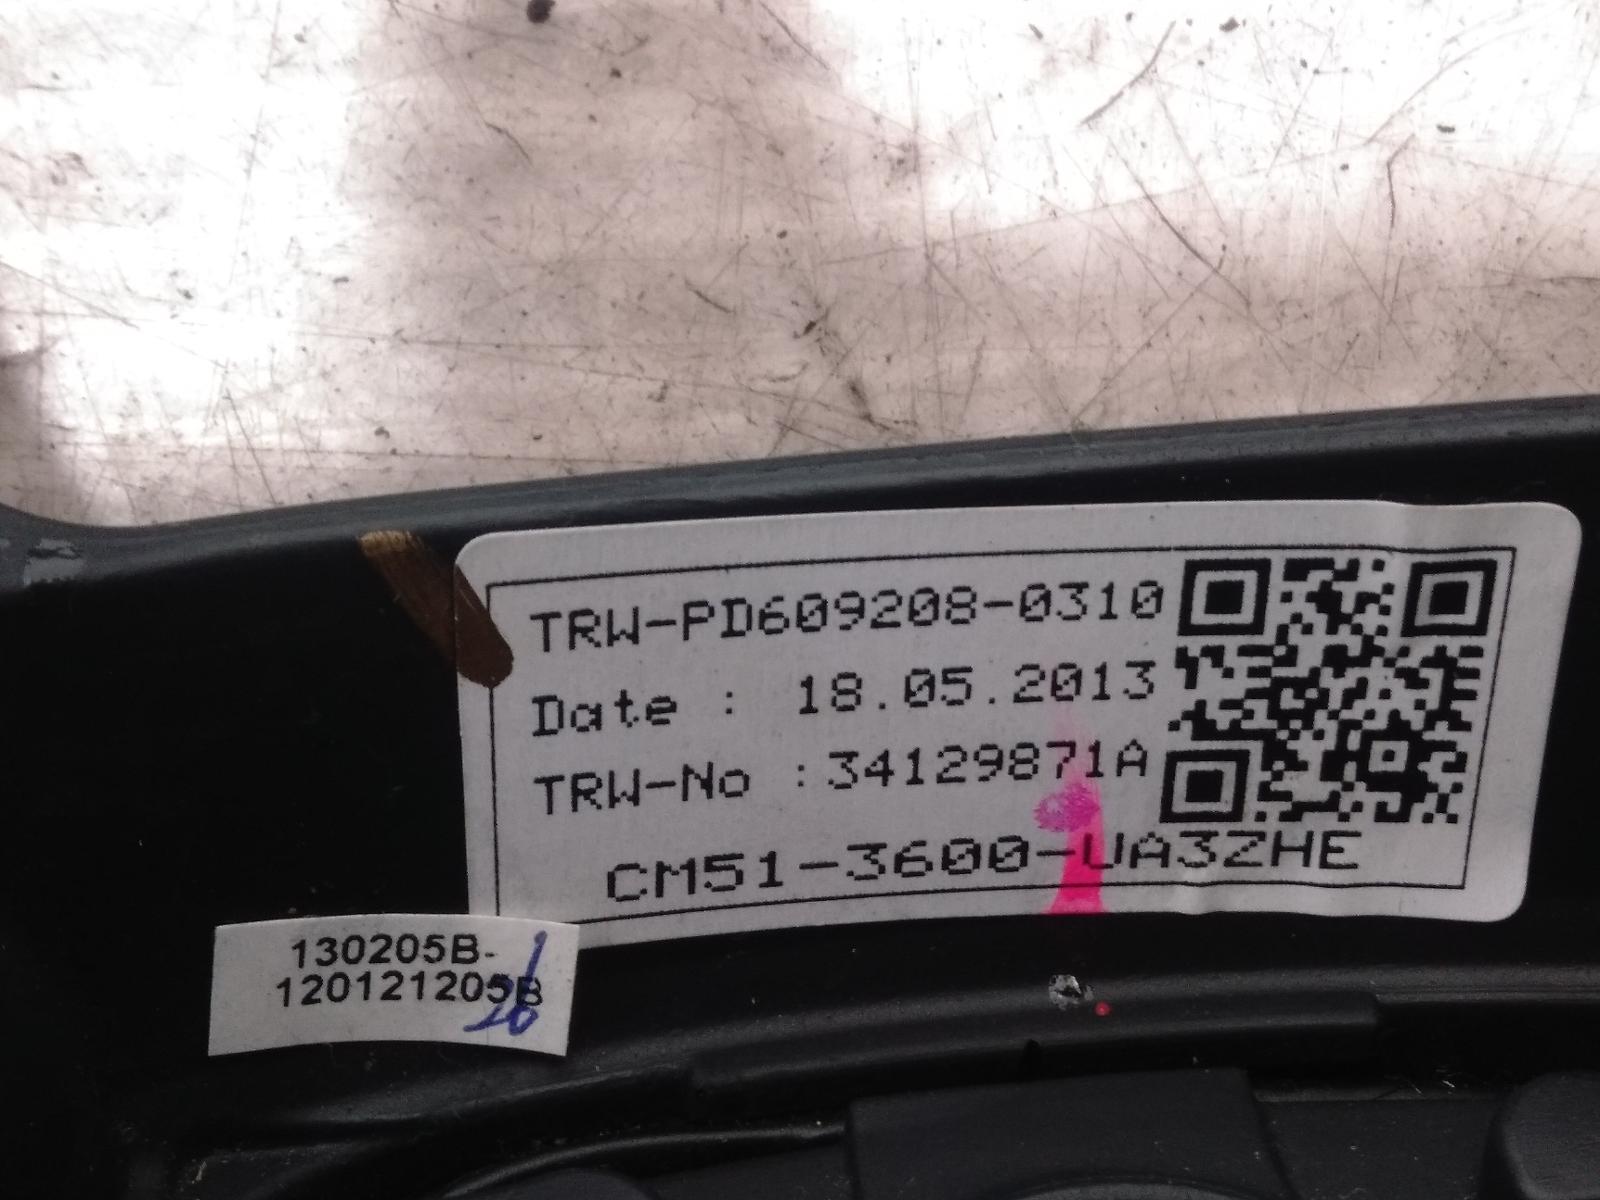 TRW-PD609208-0310
Date : 18.05.2013
TRW-No :34129871A
CM51-3600-UA3ZHE
130205B-
120121205B